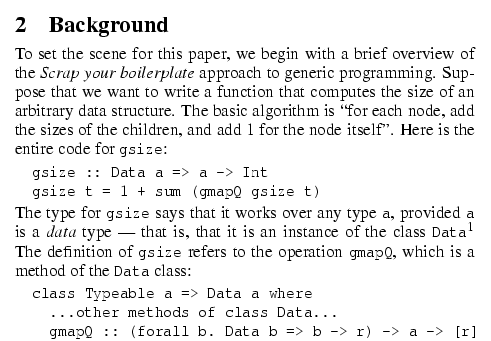 2 Background
To set the scene for this paper, we begin with a brief overview of
the Scrap your boilerplate approach to generic programming. Sup-
pose that we want to write a function that computes the size of an
arbitrary data structure. The basic algorithm is “for each node, add
the sizes of the children, and add 1 for the node itself”. Here is the
entire code for gsize:
gsize :: Data a => a -> Int
gsize t = 1 + sum (gmapQ gsize t)
The type for gsize says that it works over any type a, provided a
is a data type — that is, that it is an instance of the class Data1
The definition of gsize refers to the operation gmapQ, which is a
method of the Data class:
class Typeable a => Data a where
...other methods of class Data...
gmapQ :: (forall b. Data b => b -> r) -> a -> [r]